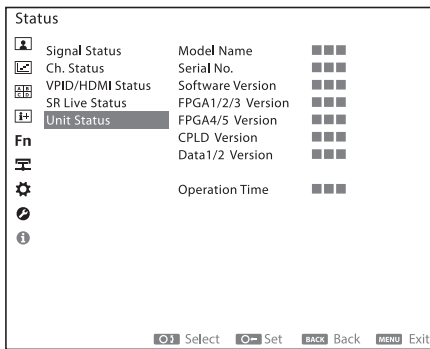 Status
Signal Status
Ch. Status
VPID/HDMI Status
SR Live Status
Unit Status
Model Name
Serial No.
Software Version
FPGA1/2/3 Version
FPGA4/5 Version
CPLD Version
Data1/2 Version
Operation Time
A B
C D
i+
Fn
Select Set BACK Back MENU Exit